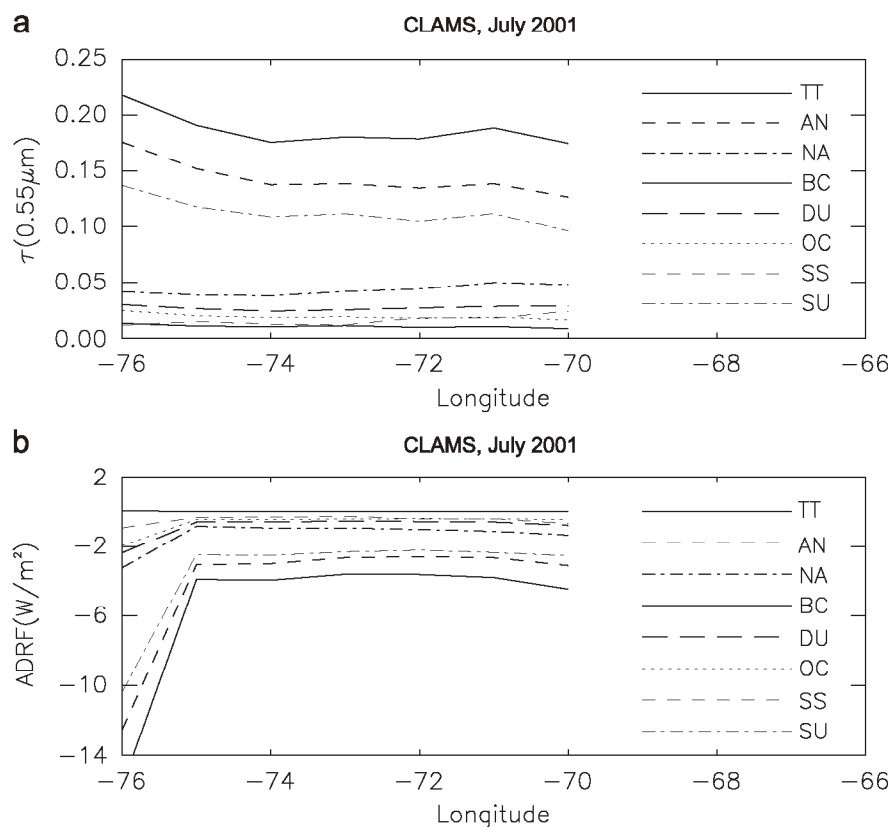 a
CLAMS, July 2001
0.25
0.20
0.15
0.10
0.05
0.00
τ(0.55μm)
−76
−74
−72
−70
−68
−66
Longitude
TT
AN
NA
BC
DU
OC
SS
SU
b
CLAMS, July 2001
2
−2
−6
−10
−14
ADRF(W/m²)
−76
−74
−72
−70
−68
−66
Longitude
TT
AN
NA
BC
DU
OC
SS
SU